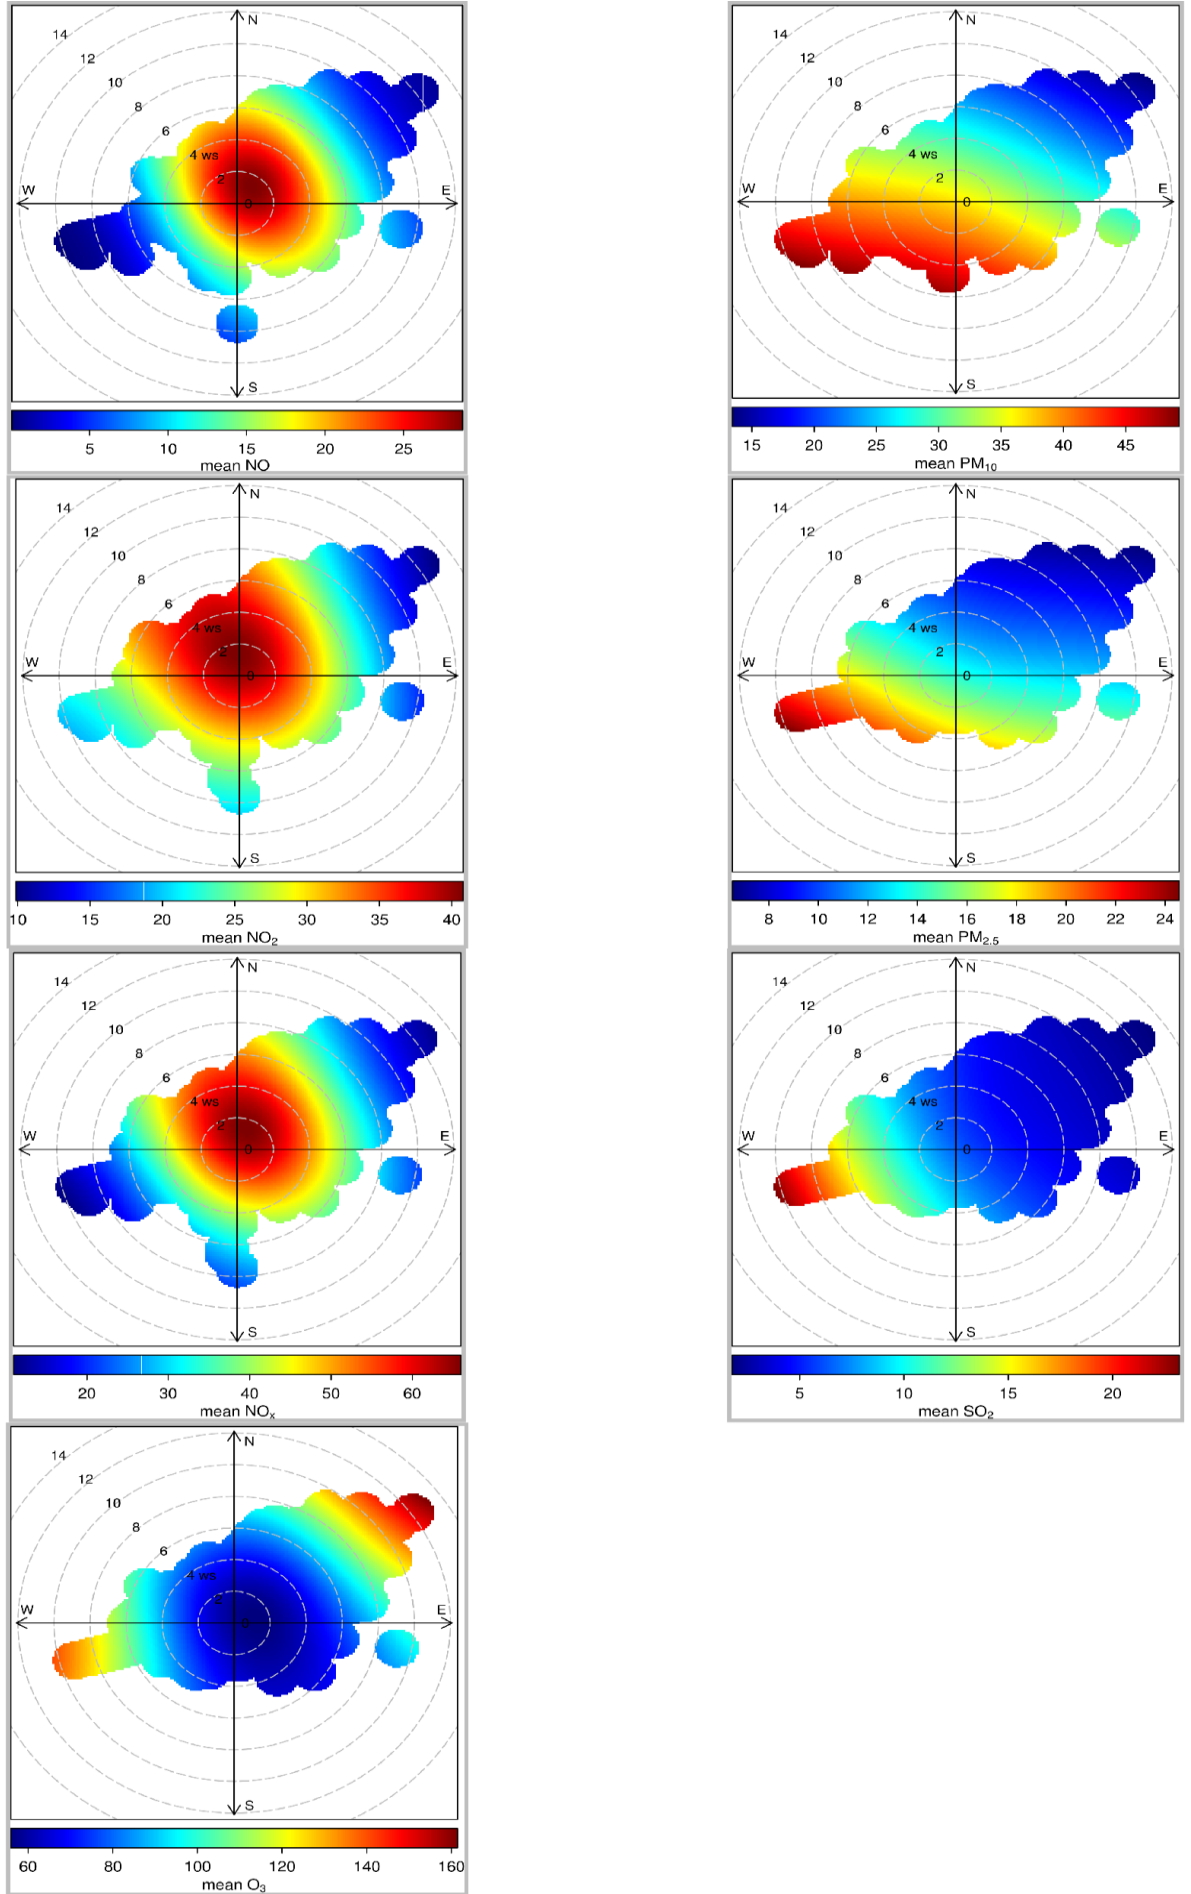 14
N
12
10
8
6
4 ws
2
W
E
0
S
5 10 15 20 25
mean NO
14
N
12
10
8
6
4 ws
2
W
E
0
S
15 20 25 30 35 40 45
mean PM₁₀
14
N
12
10
8
6
4 ws
2
W
E
0
S
10 15 20 25 30 35 40
mean NO₂
14
N
12
10
8
6
4 ws
2
W
E
0
S
8 10 12 14 16 18 20 22 24
mean PM₂.₅
14
N
12
10
8
6
4 ws
2
W
E
0
S
20 30 40 50 60
mean NOₓ
14
N
12
10
8
6
4 ws
2
W
E
0
S
5 10 15 20
mean SO₂
14
N
12
10
8
6
4 ws
2
W
E
0
S
60 80 100 120 140 160
mean O₃